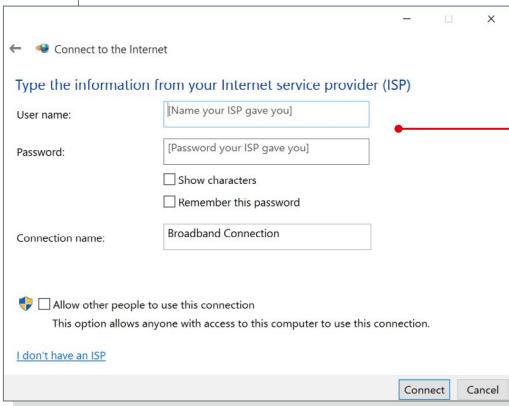 Connect to the Internet
Type the information from your Internet service provider (ISP)
User name:
[Name your ISP gave you]
Password:
[Password your ISP gave you]
Show characters
Remember this password
Connection name:
Broadband Connection
Allow other people to use this connection
This option allows anyone with access to this computer to use this connection.
I don't have an ISP
Connect
Cancel